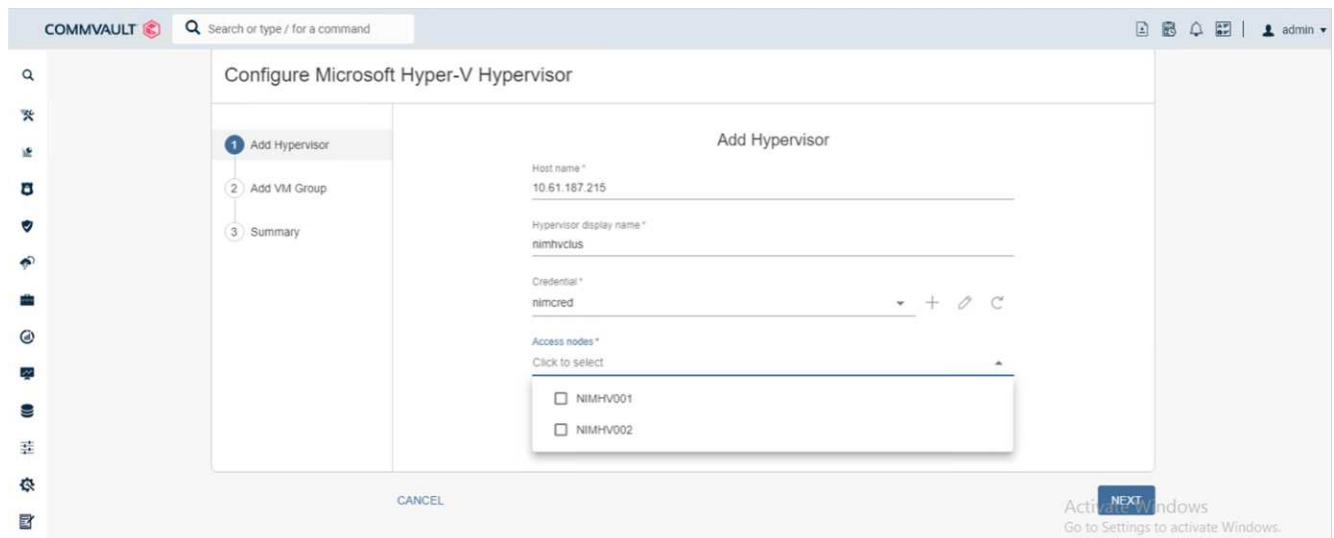 COMMVAULT
Search or type / for a command
admin
Configure Microsoft Hyper-V Hypervisor
1 Add Hypervisor
2 Add VM Group
3 Summary
Add Hypervisor
Host name *
10.61.187.215
Hypervisor display name *
nimhvclus
Credential *
nimcred
Access nodes *
Click to select
NIMHV001
NIMHV002
CANCEL
NEXT
Activate Windows
Go to Settings to activate Windows.